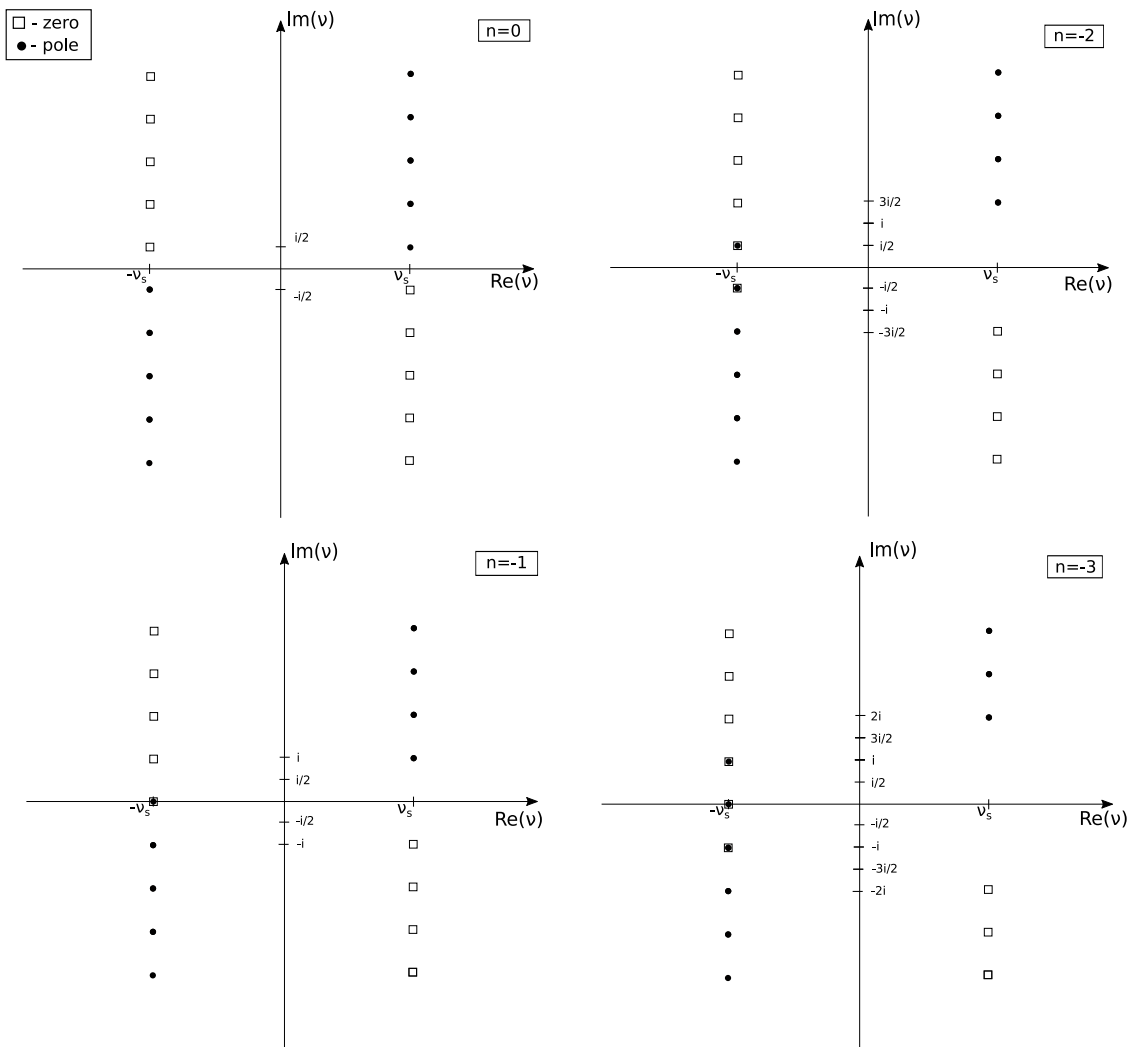 □ - zero
● - pole
Im(ν)
n=0
i/2
-ν_s
ν_s
Re(ν)
-i/2
Im(ν)
n=-2
3i/2
i
i/2
-ν_s
ν_s
Re(ν)
-i/2
-i
-3i/2
Im(ν)
n=-1
i
i/2
-ν_s
ν_s
Re(ν)
-i/2
-i
Im(ν)
n=-3
2i
3i/2
i
i/2
-ν_s
ν_s
Re(ν)
-i/2
-i
-3i/2
-2i